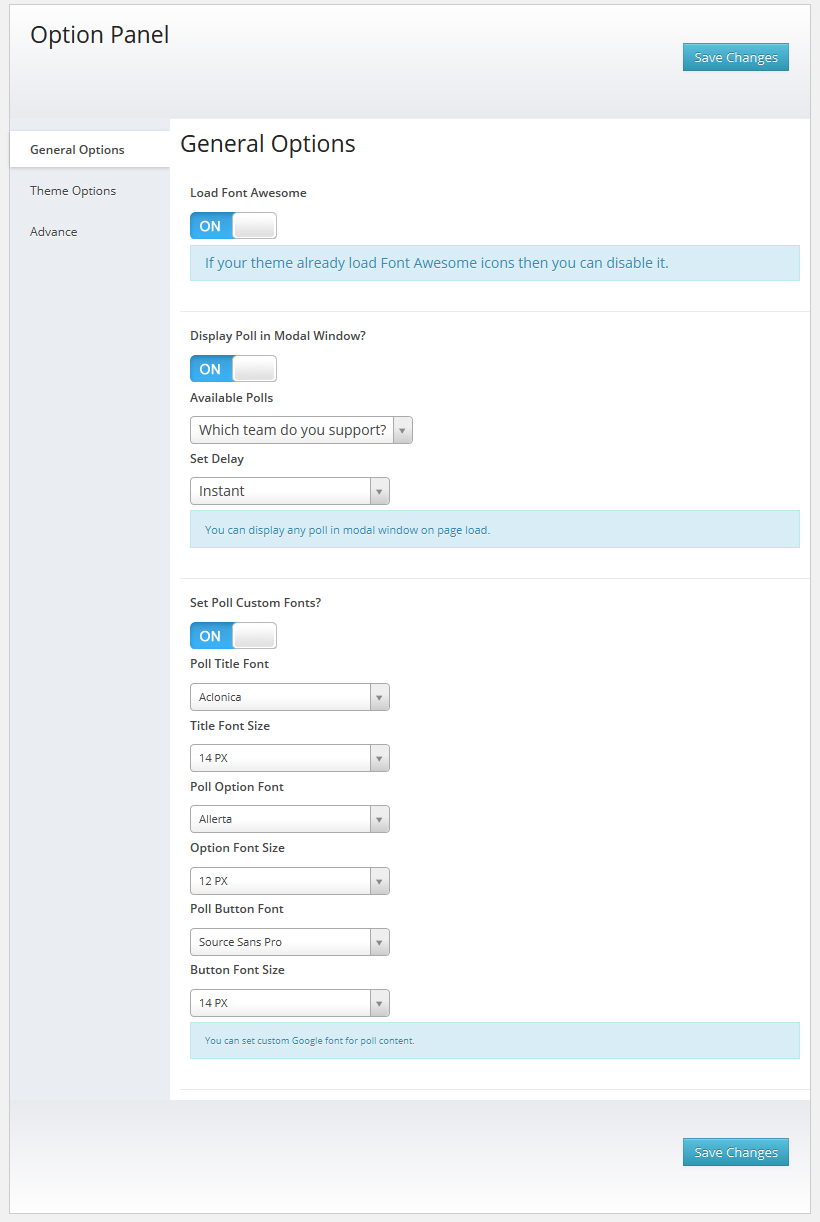 Option Panel
Save Changes
General Options
Theme Options
Advance
General Options
Load Font Awesome
ON
If your theme already load Font Awesome icons then you can disable it.
Display Poll in Modal Window?
ON
Available Polls
Which team do you support?
Set Delay
Instant
You can display any poll in modal window on page load.
Set Poll Custom Fonts?
ON
Poll Title Font
Aclonica
Title Font Size
14 PX
Poll Option Font
Allerta
Option Font Size
12 PX
Poll Button Font
Source Sans Pro
Button Font Size
14 PX
You can set custom Google font for poll content.
Save Changes